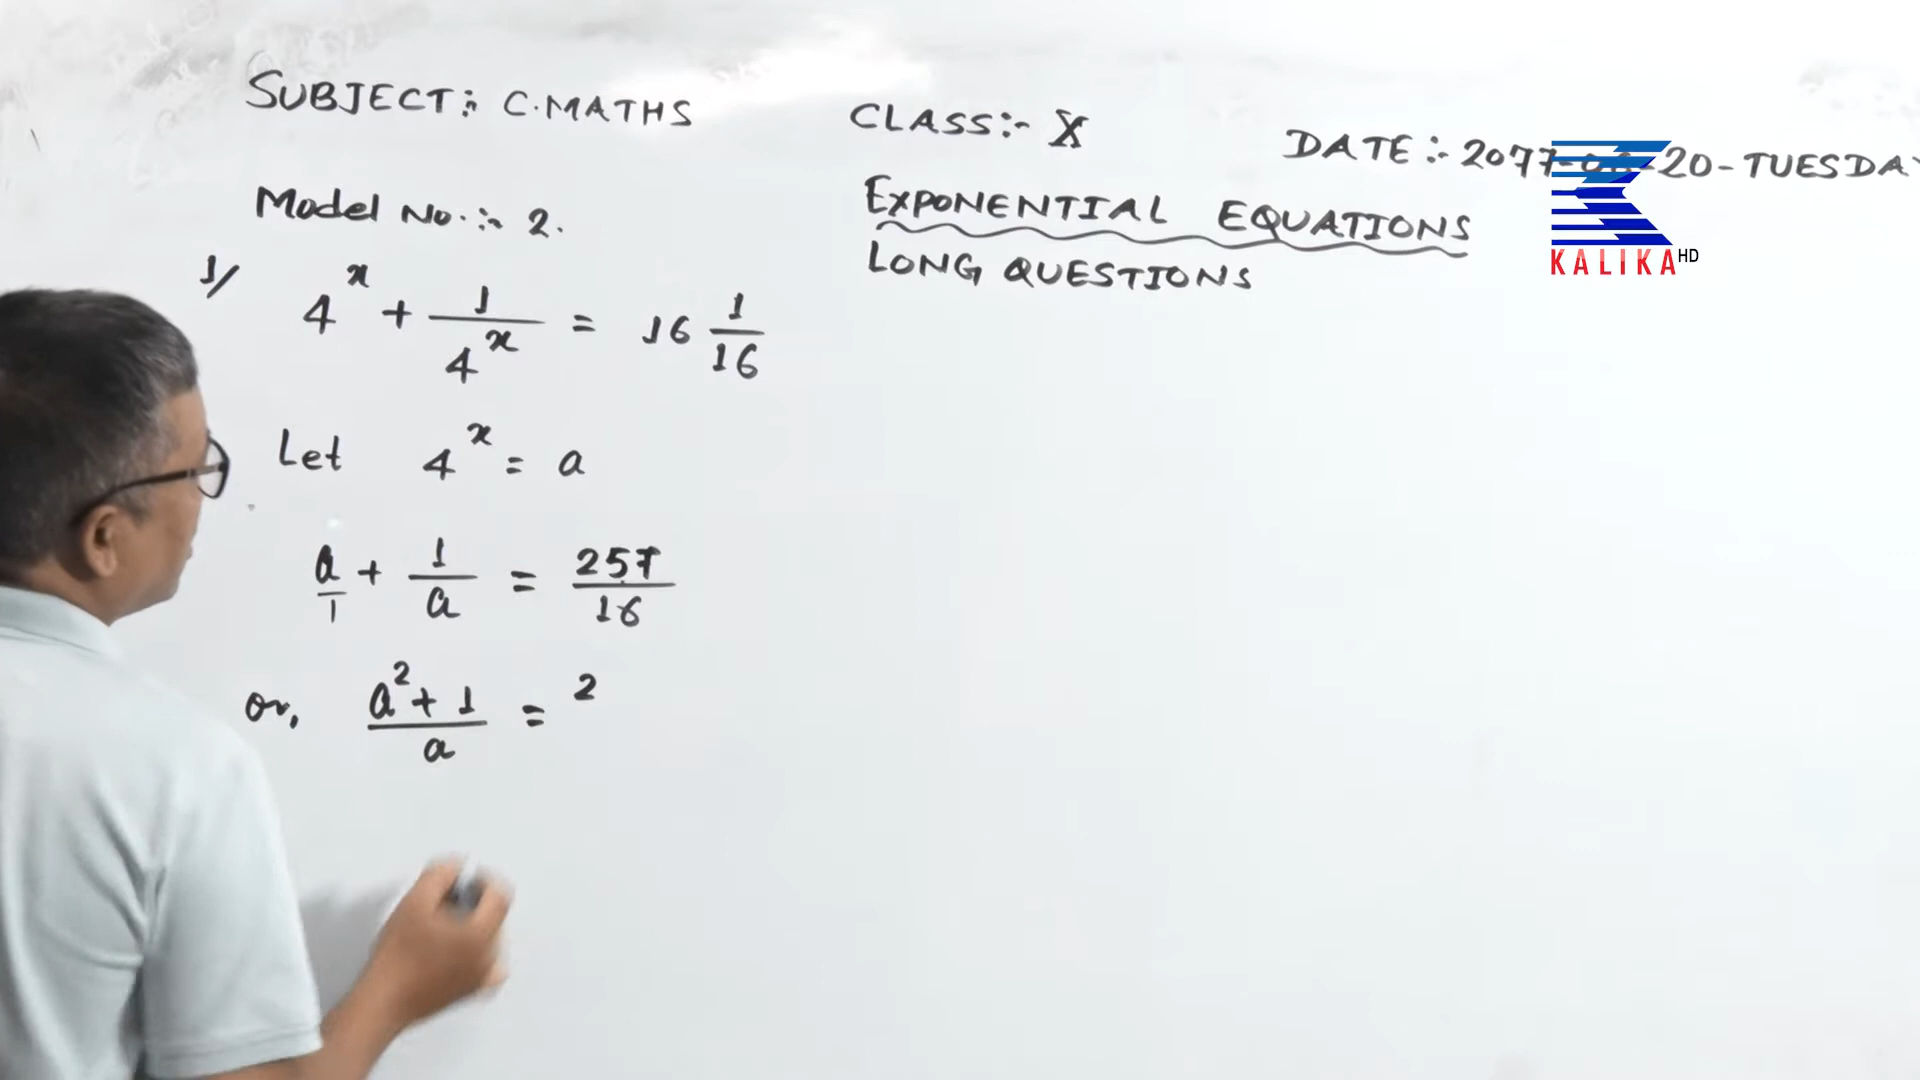 SUBJECT:- C.MATHS CLASS:- X DATE:- 2077- -20-TUESDAY
Model No.:- 2. EXPONENTIAL EQUATIONS
LONG QUESTIONS
KALIKA HD
1/ 4^x + 1/4^x = 16 1/16
Let 4^x = a
a/1 + 1/a = 257/16
or, (a^2 + 1)/a = 2